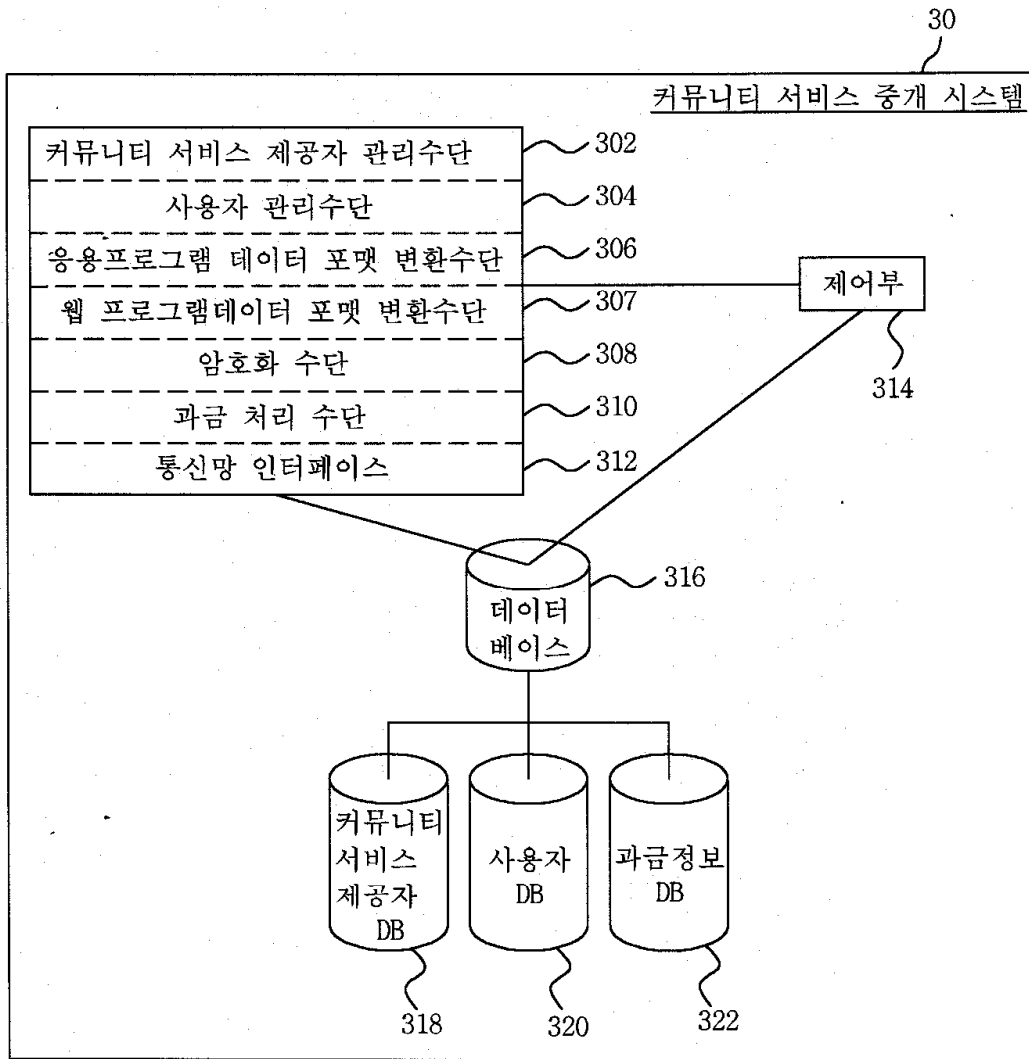 30
커뮤니티 서비스 중개 시스템
커뮤니티 서비스 제공자 관리수단
302
사용자 관리수단
304
응용프로그램 데이터 포맷 변환수단
306
웹 프로그램데이터 포맷 변환수단
307
암호화 수단
308
과금 처리 수단
310
통신망 인터페이스
312
제어부
314
데이터
베이스
316
커뮤니티
서비스
제공자
DB
318
사용자
DB
320
과금정보
DB
322